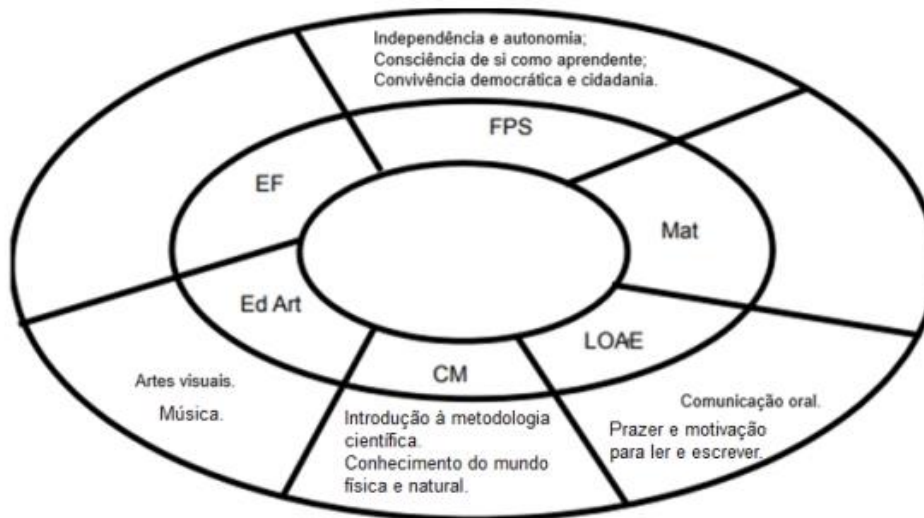 Independência e autonomia;
Consciência de si como aprendente;
Convivência democrática e cidadania.
FPS
EF
Mat
Ed Art
LOAE
CM
Artes visuais.
Música.
Introdução à metodologia
científica.
Conhecimento do mundo
física e natural.
Comunicação oral.
Prazer e motivação
para ler e escrever.